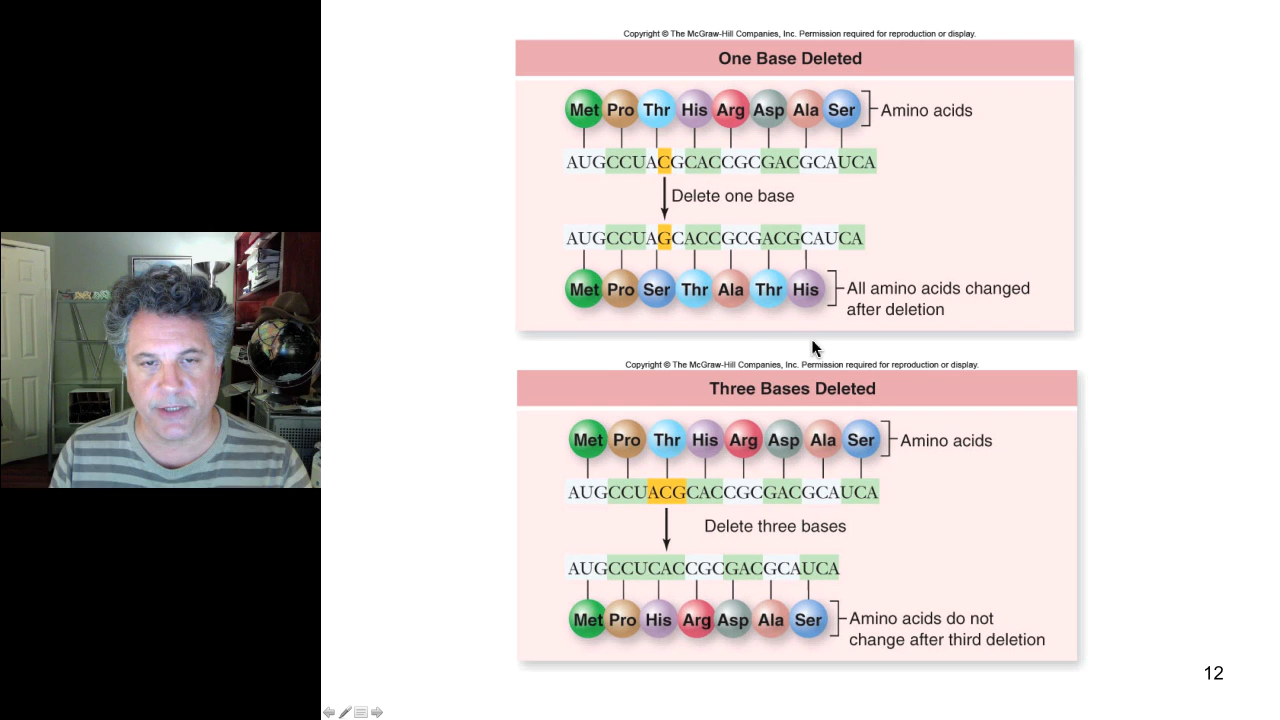 Copyright © The McGraw-Hill Companies, Inc. Permission required for reproduction or display.
One Base Deleted
Met Pro Thr His Arg Asp Ala Ser Amino acids
AUGCCUACGCACCGCGACGCAUCA
Delete one base
AUGCCUAGCACCGCGACGCAUCA
Met Pro Ser Thr Ala Thr His All amino acids changed
after deletion
Copyright © The McGraw-Hill Companies, Inc. Permission required for reproduction or display.
Three Bases Deleted
Met Pro Thr His Arg Asp Ala Ser Amino acids
AUGCCUACGCACCGCGACGCAUCA
Delete three bases
AUGCCUCACCGCGACGCAUCA
Met Pro His Arg Asp Ala Ser Amino acids do not
change after third deletion
12